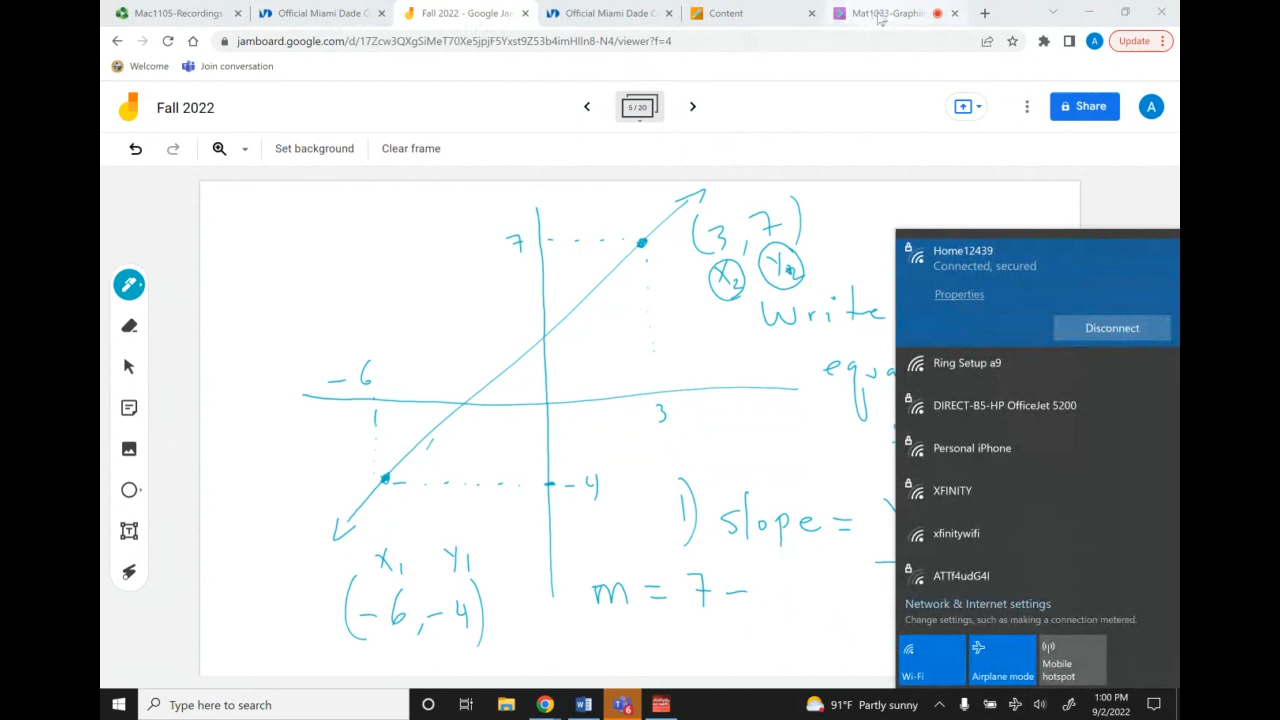 Mac1105-Recordings
Official Miami Dade C
Fall 2022 - Google Jam
Official Miami Dade C
Content
Mat1033-Graphin
jamboard.google.com/d/17Zcw3QXgSiMeT70Xe5jpjF5Yxst9Z53b4imHlIn8-N4/viewer?f=4
Update
Welcome
Join conversation
Fall 2022
5 / 20
Share
A
Set background
Clear frame
7
(3, 7)
X2 Y2
Write
equa
-6
3
-4
1) slope =
X1 Y1
(-6, -4)
m = 7 -
Home12439
Connected, secured
Properties
Disconnect
Ring Setup a9
DIRECT-B5-HP OfficeJet 5200
Personal iPhone
XFINITY
xfinitywifi
ATTf4udG4I
Network & Internet settings
Change settings, such as making a connection metered.
Wi-Fi
Airplane mode
Mobile hotspot
Type here to search
91°F Partly sunny
1:00 PM
9/2/2022